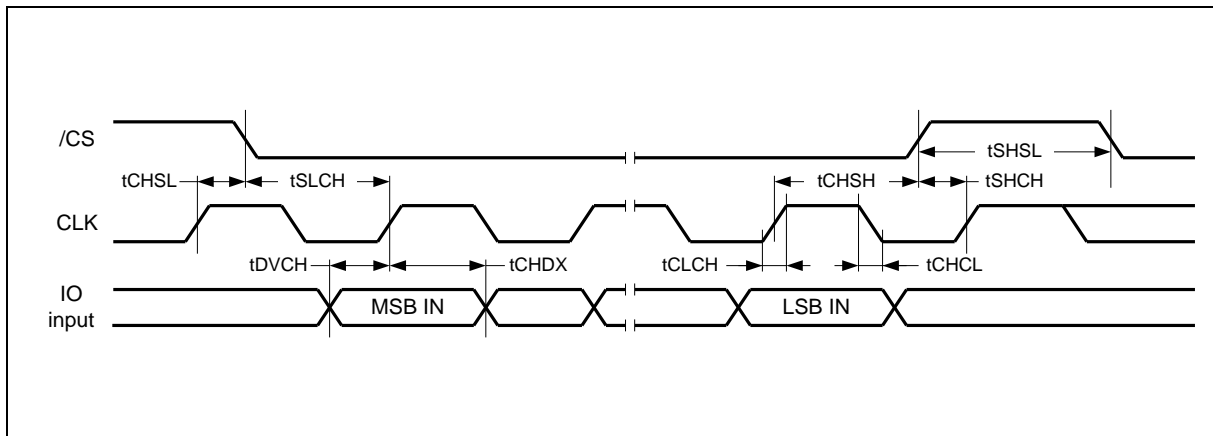 /CS
tSHSL
tCHSL
tSLCH
tCHSH
tSHCH
CLK
tDVCH
tCHDX
tCLCH
tCHCL
IO
input
MSB IN
LSB IN